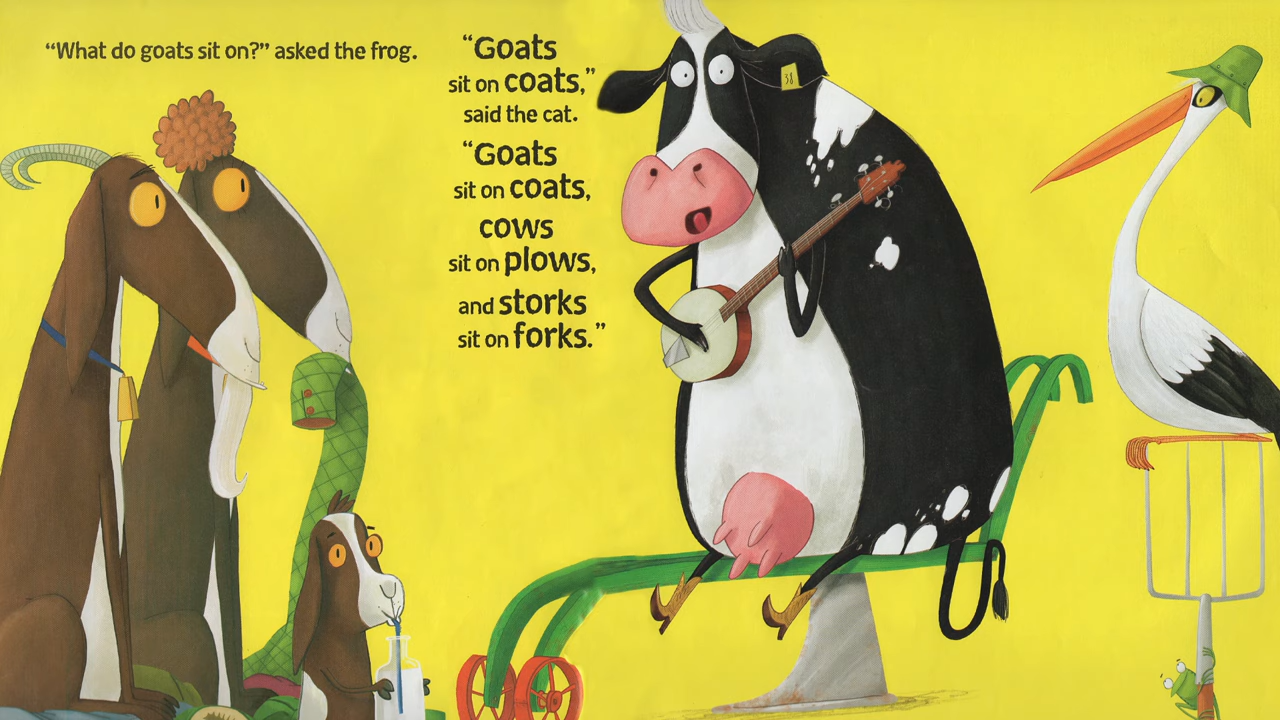 “What do goats sit on?” asked the frog.
“Goats
sit on coats,”
said the cat.
“Goats
sit on coats,
cows
sit on plows,
and storks
sit on forks.”
38